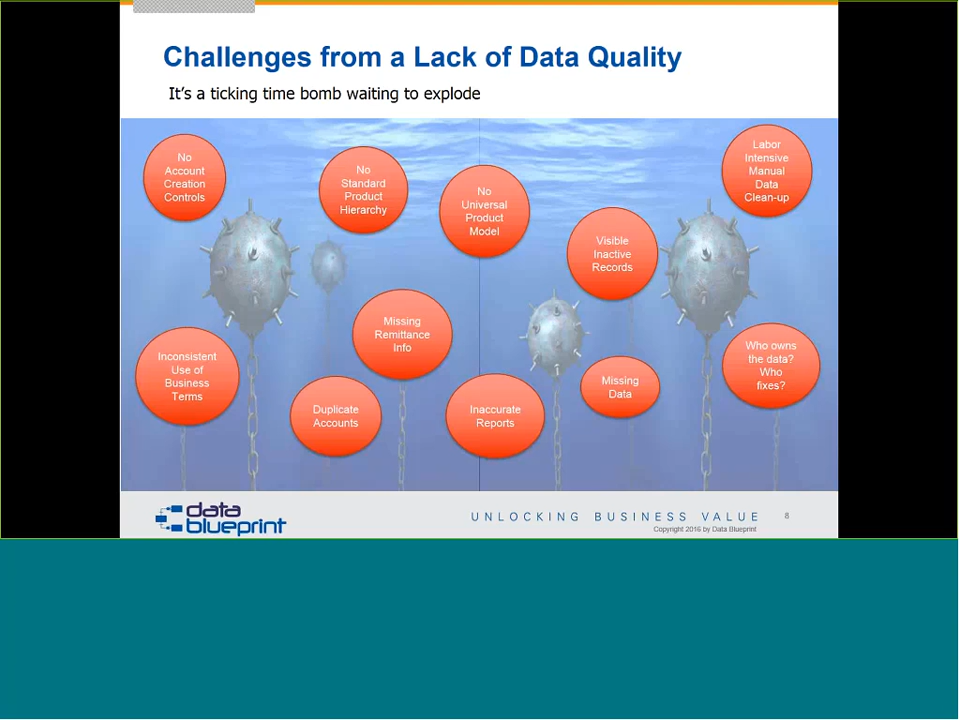 Challenges from a Lack of Data Quality
It's a ticking time bomb waiting to explode
No
Account
Creation
Controls
No
Standard
Product
Hierarchy
No
Universal
Product
Model
Visible
Inactive
Records
Labor
Intensive
Manual
Data
Clean-up
Inconsistent
Use of
Business
Terms
Missing
Remittance
Info
Duplicate
Accounts
Inaccurate
Reports
Missing
Data
Who owns
the data?
Who
fixes?
data
blueprint
UNLOCKING BUSINESS VALUE
8
Copyright 2016 by Data Blueprint